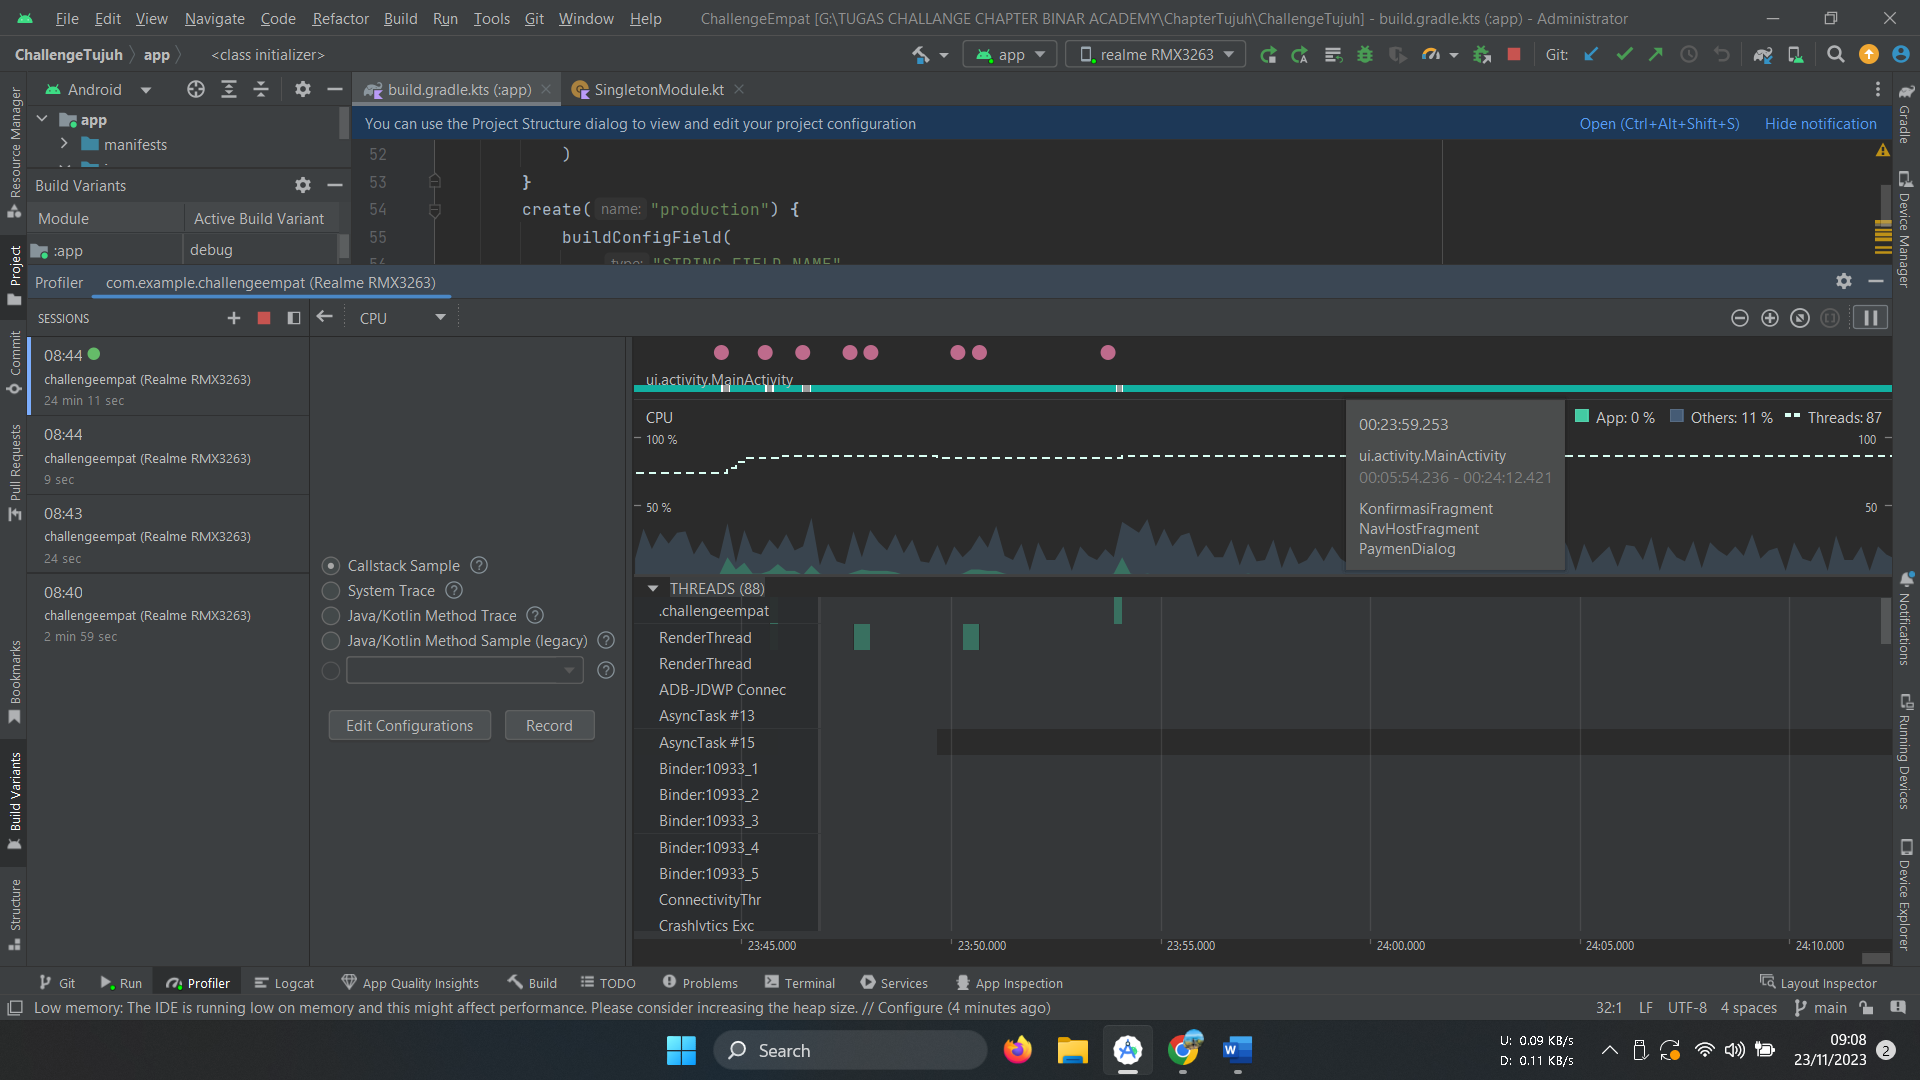 File Edit View Navigate Code Refactor Build Run Tools Git Window Help ChallengeEmpat [G:\TUGAS CHALLANGE CHAPTER BINAR ACADEMY\ChapterTujuh\ChallengeTujuh] - build.gradle.kts (:app) - Administrator
ChallengeTujuh app <class initializer> app realme RMX3263 Git:
Android build.gradle.kts (:app) SingletonModule.kt
app
manifests
You can use the Project Structure dialog to view and edit your project configuration Open (Ctrl+Alt+Shift+S) Hide notification
52 )
53 }
54 create( name: "production") {
55 buildConfigField(
56 type: "STRING_FIELD_NAME"
Build Variants
Module Active Build Variant
:app debug
Profiler com.example.challengeempat (Realme RMX3263)
SESSIONS CPU
08:44
challengeempat (Realme RMX3263)
24 min 11 sec
08:44
challengeempat (Realme RMX3263)
9 sec
08:43
challengeempat (Realme RMX3263)
24 sec
08:40
challengeempat (Realme RMX3263)
2 min 59 sec
Callstack Sample
System Trace
Java/Kotlin Method Trace
Java/Kotlin Method Sample (legacy)
Edit Configurations Record
ui.activity.MainActivity
CPU App: 0 % Others: 11 % Threads: 87
100 % 100
50 % 50
00:23:59.253
ui.activity.MainActivity
00:05:54.236 - 00:24:12.421
KonfirmasiFragment
NavHostFragment
PaymenDialog
THREADS (88)
.challengeempat
RenderThread
RenderThread
ADB-JDWP Connec
AsyncTask #13
AsyncTask #15
Binder:10933_1
Binder:10933_2
Binder:10933_3
Binder:10933_4
Binder:10933_5
ConnectivityThr
Crashlytics Exc
23:45.000 23:50.000 23:55.000 24:00.000 24:05.000 24:10.000
Resource Manager
Project
Commit
Pull Requests
Bookmarks
Build Variants
Structure
Gradle
Device Manager
Notifications
Running Devices
Device Explorer
Git Run Profiler Logcat App Quality Insights Build TODO Problems Terminal Services App Inspection Layout Inspector
Low memory: The IDE is running low on memory and this might affect performance. Please consider increasing the heap size. // Configure (4 minutes ago) 32:1 LF UTF-8 4 spaces main
Search
U: 0.09 KB/s
D: 0.11 KB/s
09:08
23/11/2023
2